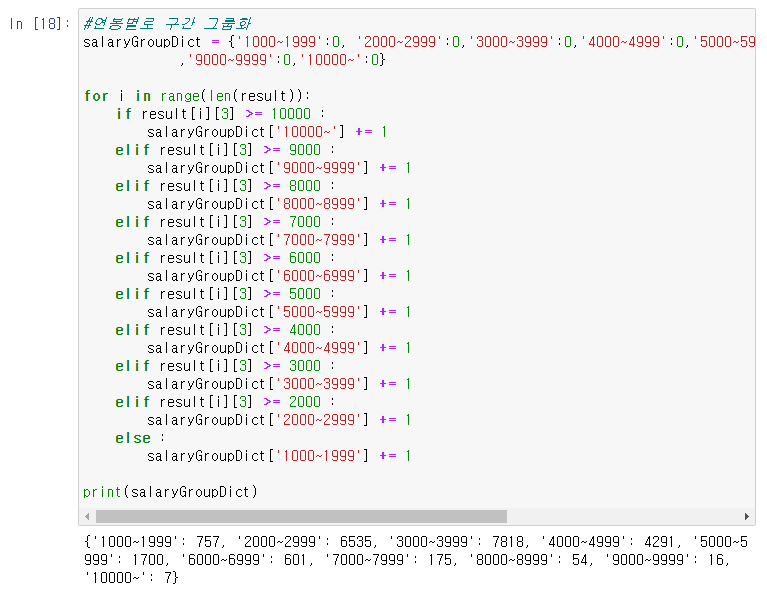 In [18]:
#연봉별로 구간 그룹화
salaryGroupDict = {'1000~1999':0, '2000~2999':0,'3000~3999':0,'4000~4999':0,'5000~59
,'9000~9999':0,'10000~':0}
for i in range(len(result)):
if result[i][3] >= 10000 :
salaryGroupDict['10000~'] += 1
elif result[i][3] >= 9000 :
salaryGroupDict['9000~9999'] += 1
elif result[i][3] >= 8000 :
salaryGroupDict['8000~8999'] += 1
elif result[i][3] >= 7000 :
salaryGroupDict['7000~7999'] += 1
elif result[i][3] >= 6000 :
salaryGroupDict['6000~6999'] += 1
elif result[i][3] >= 5000 :
salaryGroupDict['5000~5999'] += 1
elif result[i][3] >= 4000 :
salaryGroupDict['4000~4999'] += 1
elif result[i][3] >= 3000 :
salaryGroupDict['3000~3999'] += 1
elif result[i][3] >= 2000 :
salaryGroupDict['2000~2999'] += 1
else :
salaryGroupDict['1000~1999'] += 1
print(salaryGroupDict)
{'1000~1999': 757, '2000~2999': 6535, '3000~3999': 7818, '4000~4999': 4291, '5000~5
999': 1700, '6000~6999': 601, '7000~7999': 175, '8000~8999': 54, '9000~9999': 16,
'10000~': 7}